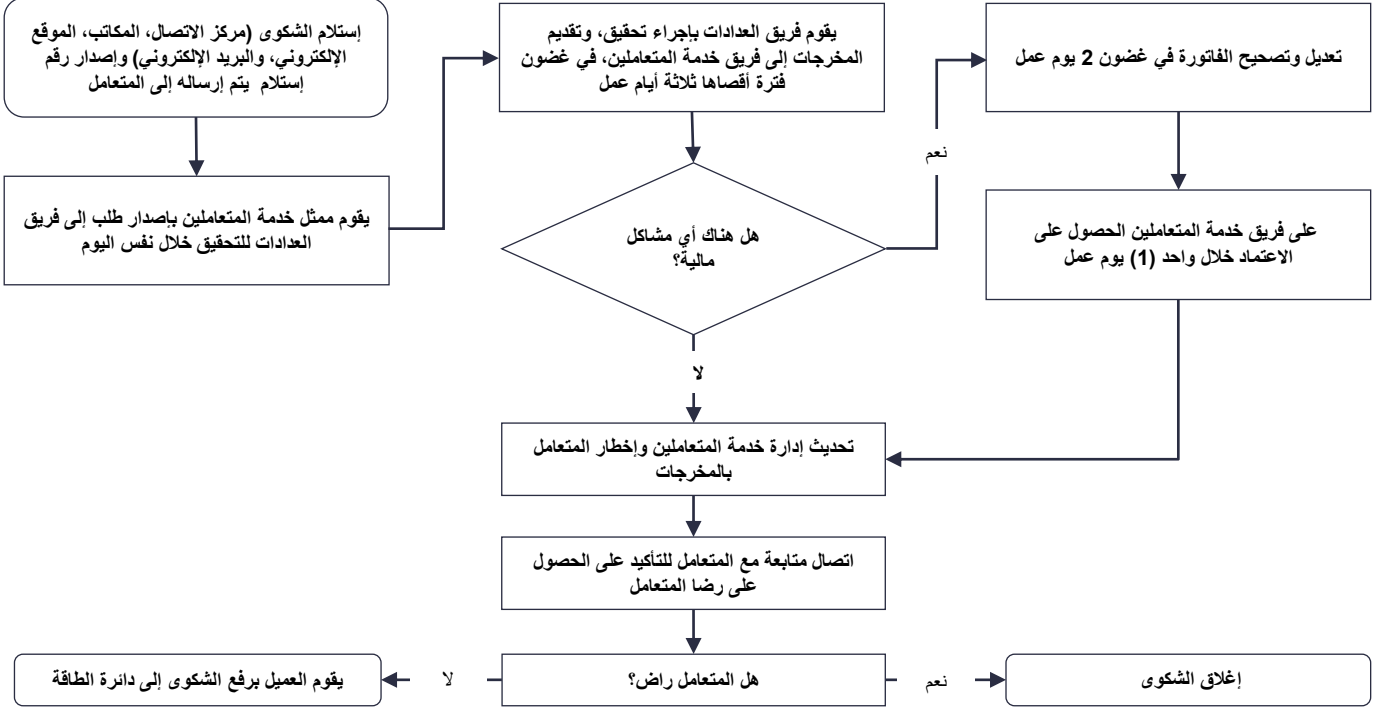 إستلام الشكوى (مركز الاتصال، المكاتب، الموقع
الإلكتروني، والبريد الإلكتروني) وإصدار رقم
إستلام يتم إرساله إلى المتعامل
يقوم ممثل خدمة المتعاملين بإصدار طلب إلى فريق
العدادات للتحقيق خلال نفس اليوم
يقوم فريق العدادات بإجراء تحقيق، وتقديم
المخرجات إلى فريق خدمة المتعاملين، في غضون
فترة أقصاها ثلاثة أيام عمل
هل هناك أي مشاكل
مالية؟
نعم
تعديل وتصحيح الفاتورة في غضون 2 يوم عمل
على فريق خدمة المتعاملين الحصول على
الاعتماد خلال واحد (1) يوم عمل
لا
تحديث إدارة خدمة المتعاملين وإخطار المتعامل
بالمخرجات
اتصال متابعة مع المتعامل للتأكيد على الحصول
على رضا المتعامل
هل المتعامل راض؟
نعم
إغلاق الشكوى
لا
يقوم العميل برفع الشكوى إلى دائرة الطاقة